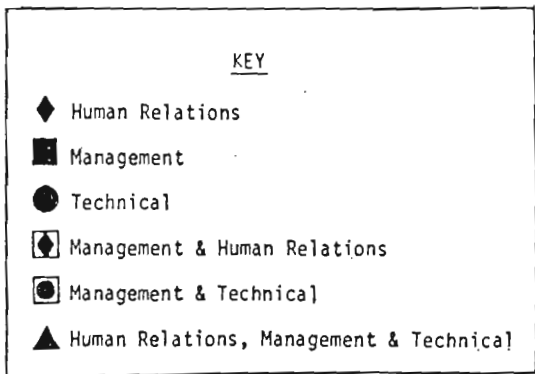 KEY
Human Relations
Management
Technical
Management & Human Relations
Management & Technical
Human Relations, Management & Technical